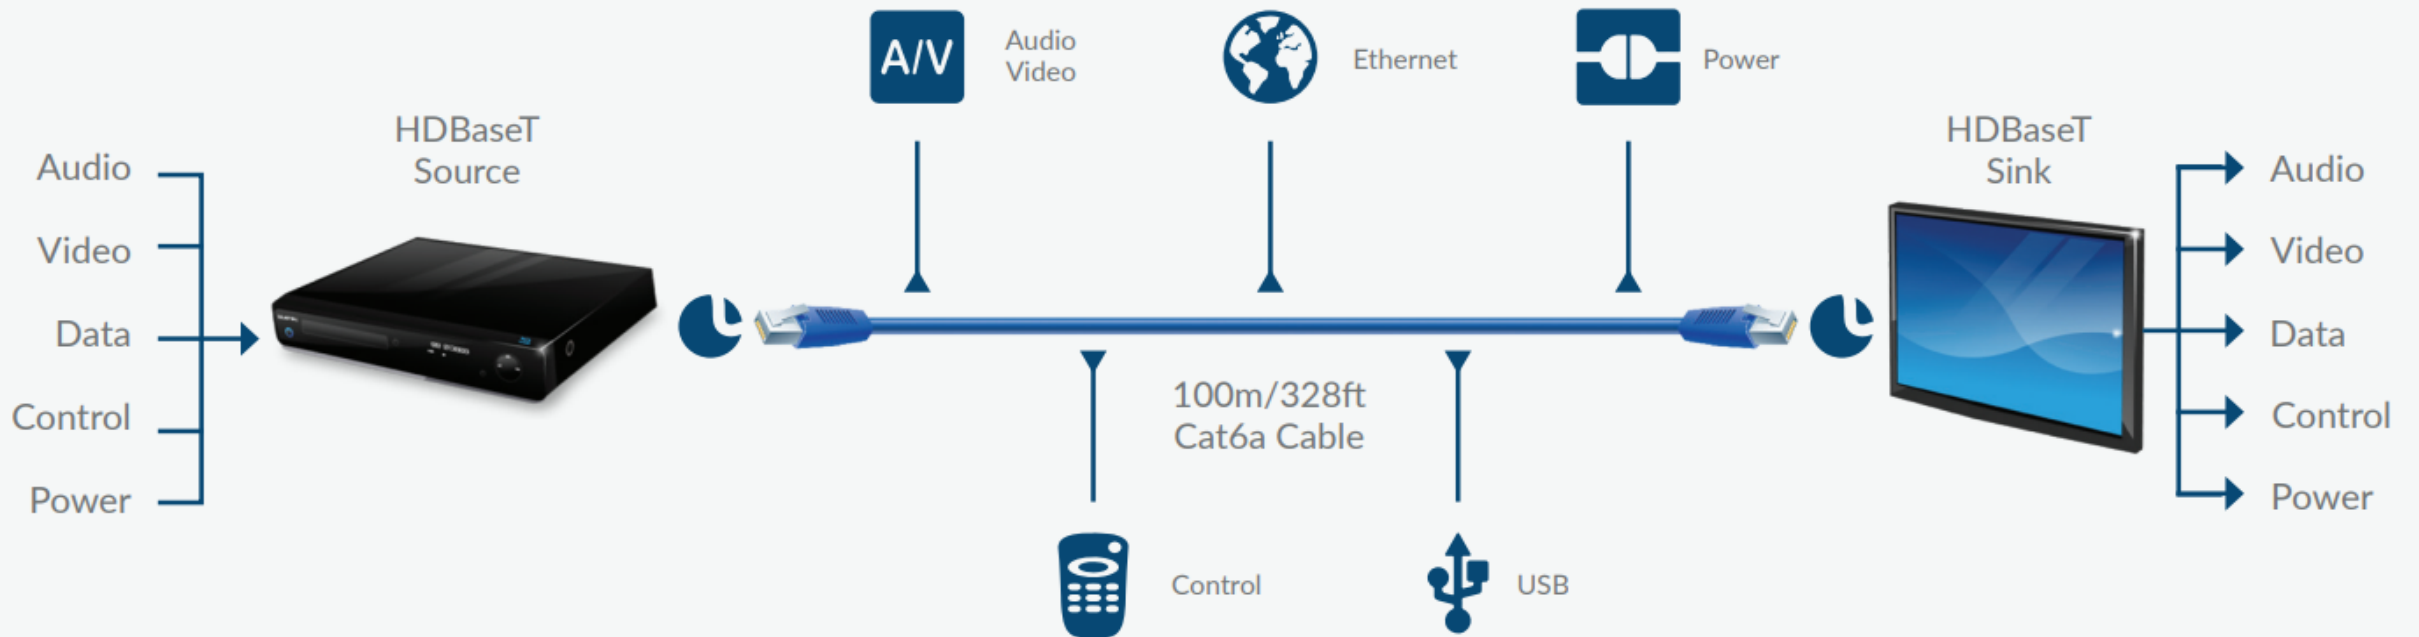 A/V
Audio
Video
Ethernet
Power
HDBaseT
Source
HDBaseT
Sink
Audio
Video
Data
Control
Power
100m/328ft
Cat6a Cable
Audio
Video
Data
Control
Power
Control
USB